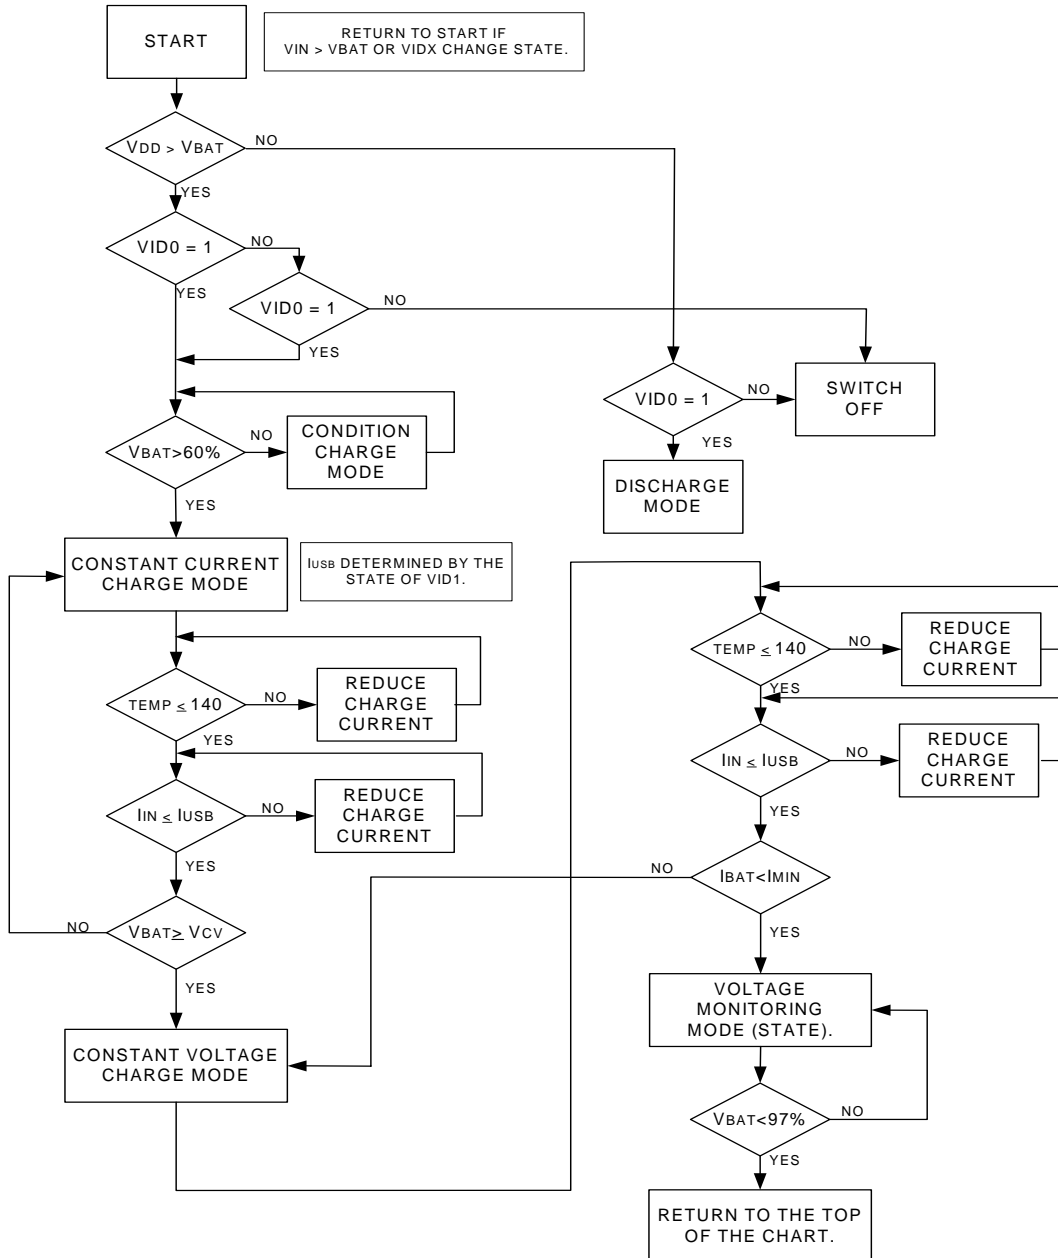 START
RETURN TO START IF
VIN > VBAT OR VIDX CHANGE STATE.
VDD > VBAT
NO
YES
VID0 = 1
NO
YES
VID0 = 1
NO
YES
VID0 = 1
NO
YES
SWITCH
OFF
DISCHARGE
MODE
VBAT>60%
NO
YES
CONDITION
CHARGE
MODE
CONSTANT CURRENT
CHARGE MODE
IUSB DETERMINED BY THE
STATE OF VID1.
TEMP ≤ 140
NO
YES
REDUCE
CHARGE
CURRENT
IIN ≤ IUSB
NO
YES
REDUCE
CHARGE
CURRENT
VBAT≥ VCV
NO
YES
CONSTANT VOLTAGE
CHARGE MODE
TEMP ≤ 140
NO
YES
REDUCE
CHARGE
CURRENT
IIN ≤ IUSB
NO
YES
REDUCE
CHARGE
CURRENT
IBAT<IMIN
NO
YES
VOLTAGE
MONITORING
MODE (STATE).
VBAT<97%
NO
YES
RETURN TO THE TOP
OF THE CHART.